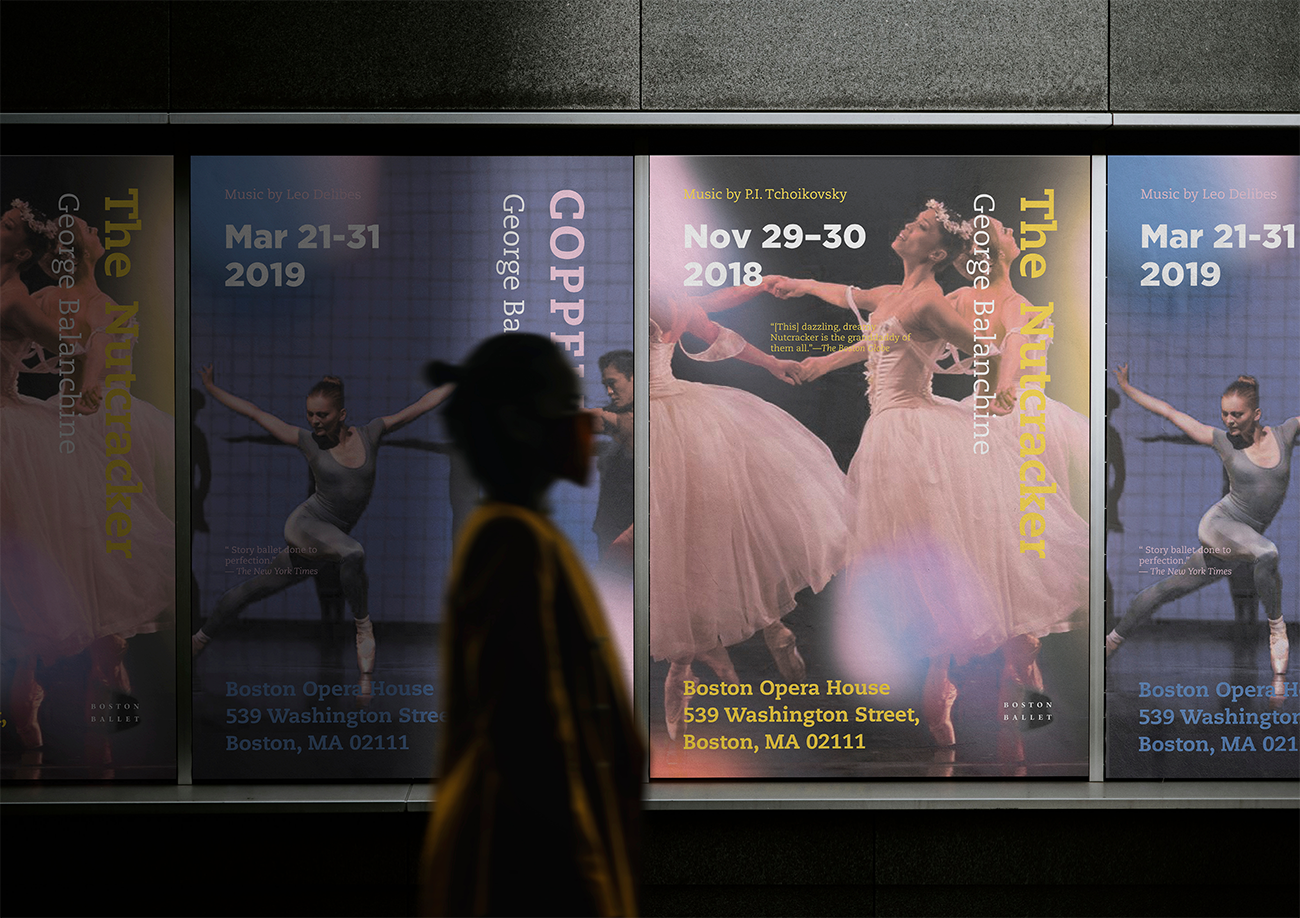 The Nutcracker
George Balanchine
BOSTON
BALLET
Music by Leo Delibes
Mar 21-31
2019
COPPEL
George Ba
" Story ballet done to
perfection."
— The New York Times
Boston Opera House
539 Washington Stree
Boston, MA 02111
Music by P.I. Tchoikovsky
Nov 29–30
2018
"[This] dazzling,
Nutcracker is the of
them all."—The Boston Globe
The Nutcracker
George Balanchine
Boston Opera House
539 Washington Street,
Boston, MA 02111
BOSTON
BALLET
Music by Leo Delibes
Mar 21-31
2019
" Story ballet done to
perfection."
— The New York Times
Boston Opera H
539 Washington
Boston, MA 021